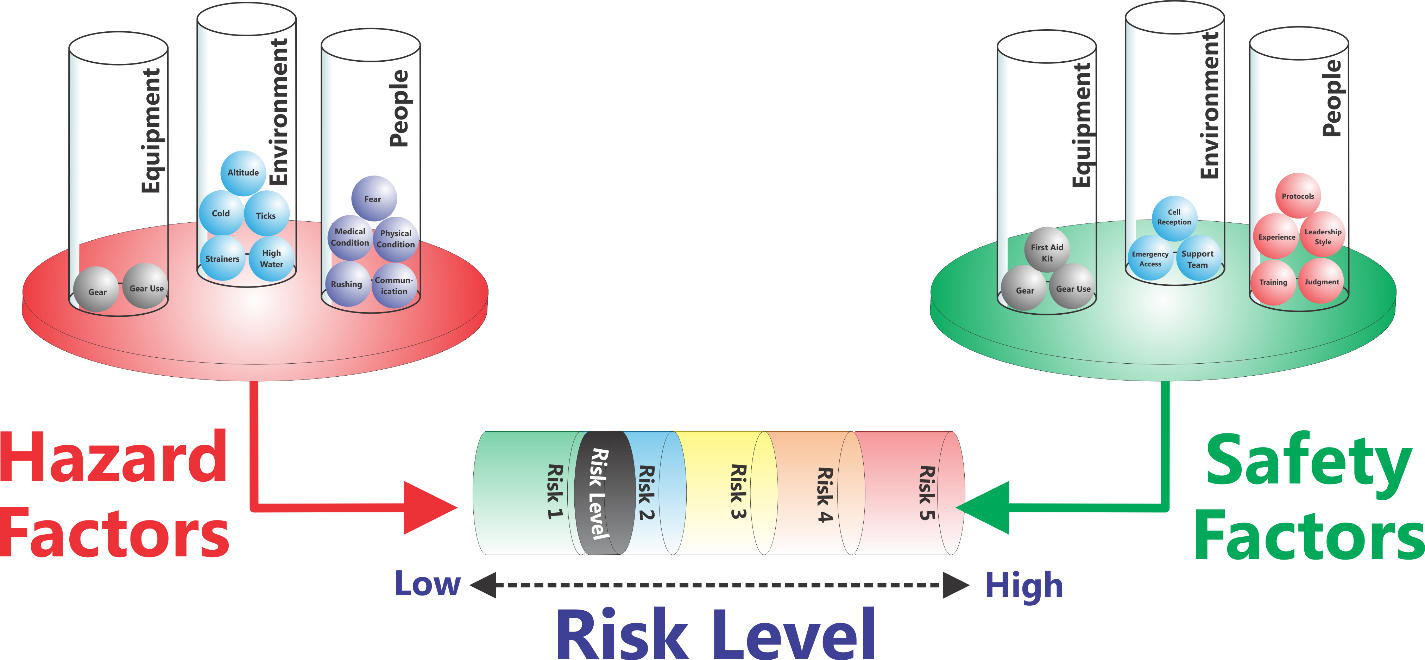 Equipment
Environment
People
Altitude
Cold
Ticks
Strainers
High
Water
Fear
Medical
Condition
Physical
Condition
Rushing
Commun-
ication
Gear
Gear Use
Equipment
Environment
People
First Aid
Kit
Gear
Gear Use
Cell
Reception
Emergency
Access
Support
Team
Protocols
Experience
Leadership
Style
Training
Judgment
Hazard
Factors
Risk 1
Risk Level
Risk 2
Risk 3
Risk 4
Risk 5
Safety
Factors
Low
High
Risk Level